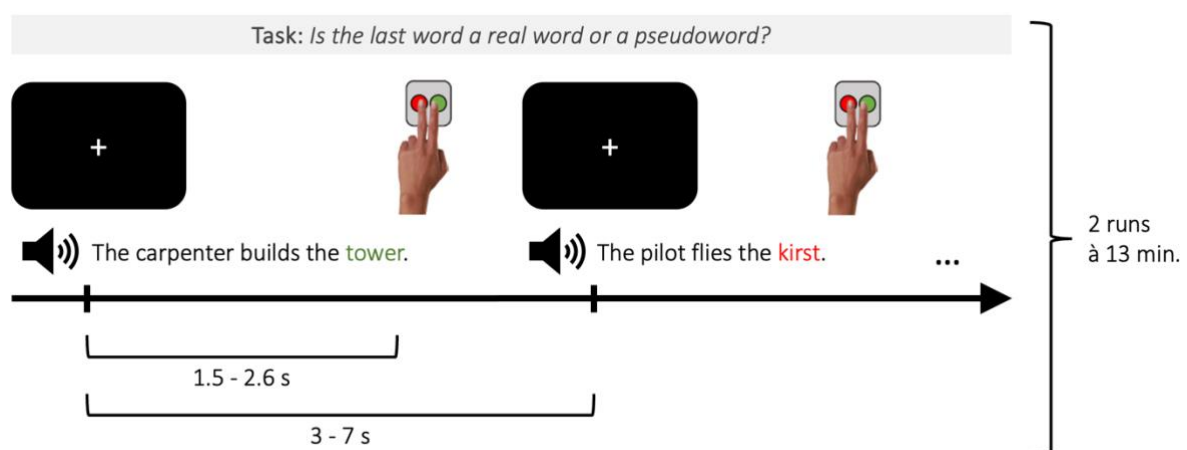 Task: Is the last word a real word or a pseudoword?
+
+
The carpenter builds the tower.
The pilot flies the kirst.
...
2 runs
à 13 min.
1.5 - 2.6 s
3 - 7 s